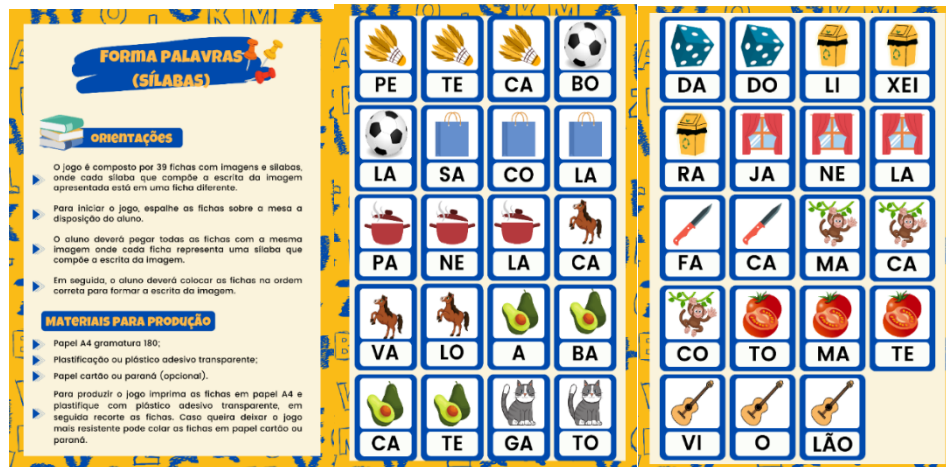 FORMA PALAVRAS
(SÍLABAS)
ORIENTAÇÕES
O jogo é composto por 39 fichas com imagens e sílabas,
onde cada sílaba que compõe a escrita da imagem
apresentada está em uma ficha diferente.
Para iniciar o jogo, espalhe as fichas sobre a mesa a
disposição do aluno.
O aluno deverá pegar todas as fichas com a mesma
imagem onde cada ficha representa uma sílaba que
compõe a escrita da imagem.
Em seguida, o aluno deverá colocar as fichas na ordem
correta para formar a escrita da imagem.
MATERIAIS PARA PRODUÇÃO
Papel A4 gramatura 180;
Plastificação ou plástico adesivo transparente;
Papel cartão ou paraná (opcional).
Para produzir o jogo imprima as fichas em papel A4 e
plastifique com plástico adesivo transparente, em
seguida recorte as fichas. Caso queira deixar o jogo
mais resistente pode colar as fichas em papel cartão ou
paraná.
PE TE CA BO
LA SA CO LA
PA NE LA CA
VA LO A BA
CA TE GA TO
DA DO LI XEI
RA JA NE LA
FA CA MA CA
CO TO MA TE
VI O LÃO